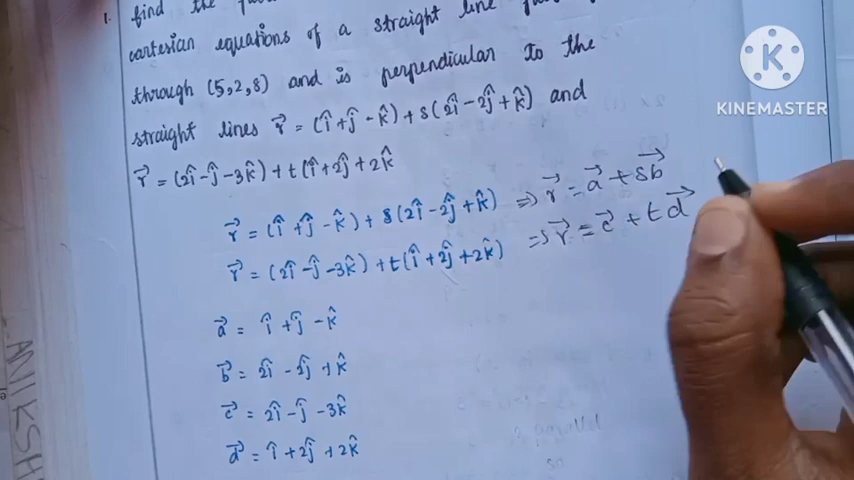 1. find the
cartesian equations of a straight line
through (5,2,8) and is perpendicular to the
straight lines r⃗ = (î + ĵ - k̂) + s(2î - 2ĵ + k̂) and
r⃗ = (2î - ĵ - 3k̂) + t(î + 2ĵ + 2k̂)
r⃗ = (î + ĵ - k̂) + s(2î - 2ĵ + k̂) ⇒ r⃗ = a⃗ + sb⃗
r⃗ = (2î - ĵ - 3k̂) + t(î + 2ĵ + 2k̂) ⇒ r⃗ = c⃗ + td⃗
a⃗ = î + ĵ - k̂
b⃗ = 2î - 2ĵ + k̂
c⃗ = 2î - ĵ - 3k̂
d⃗ = î + 2ĵ + 2k̂
K
KINEMASTER